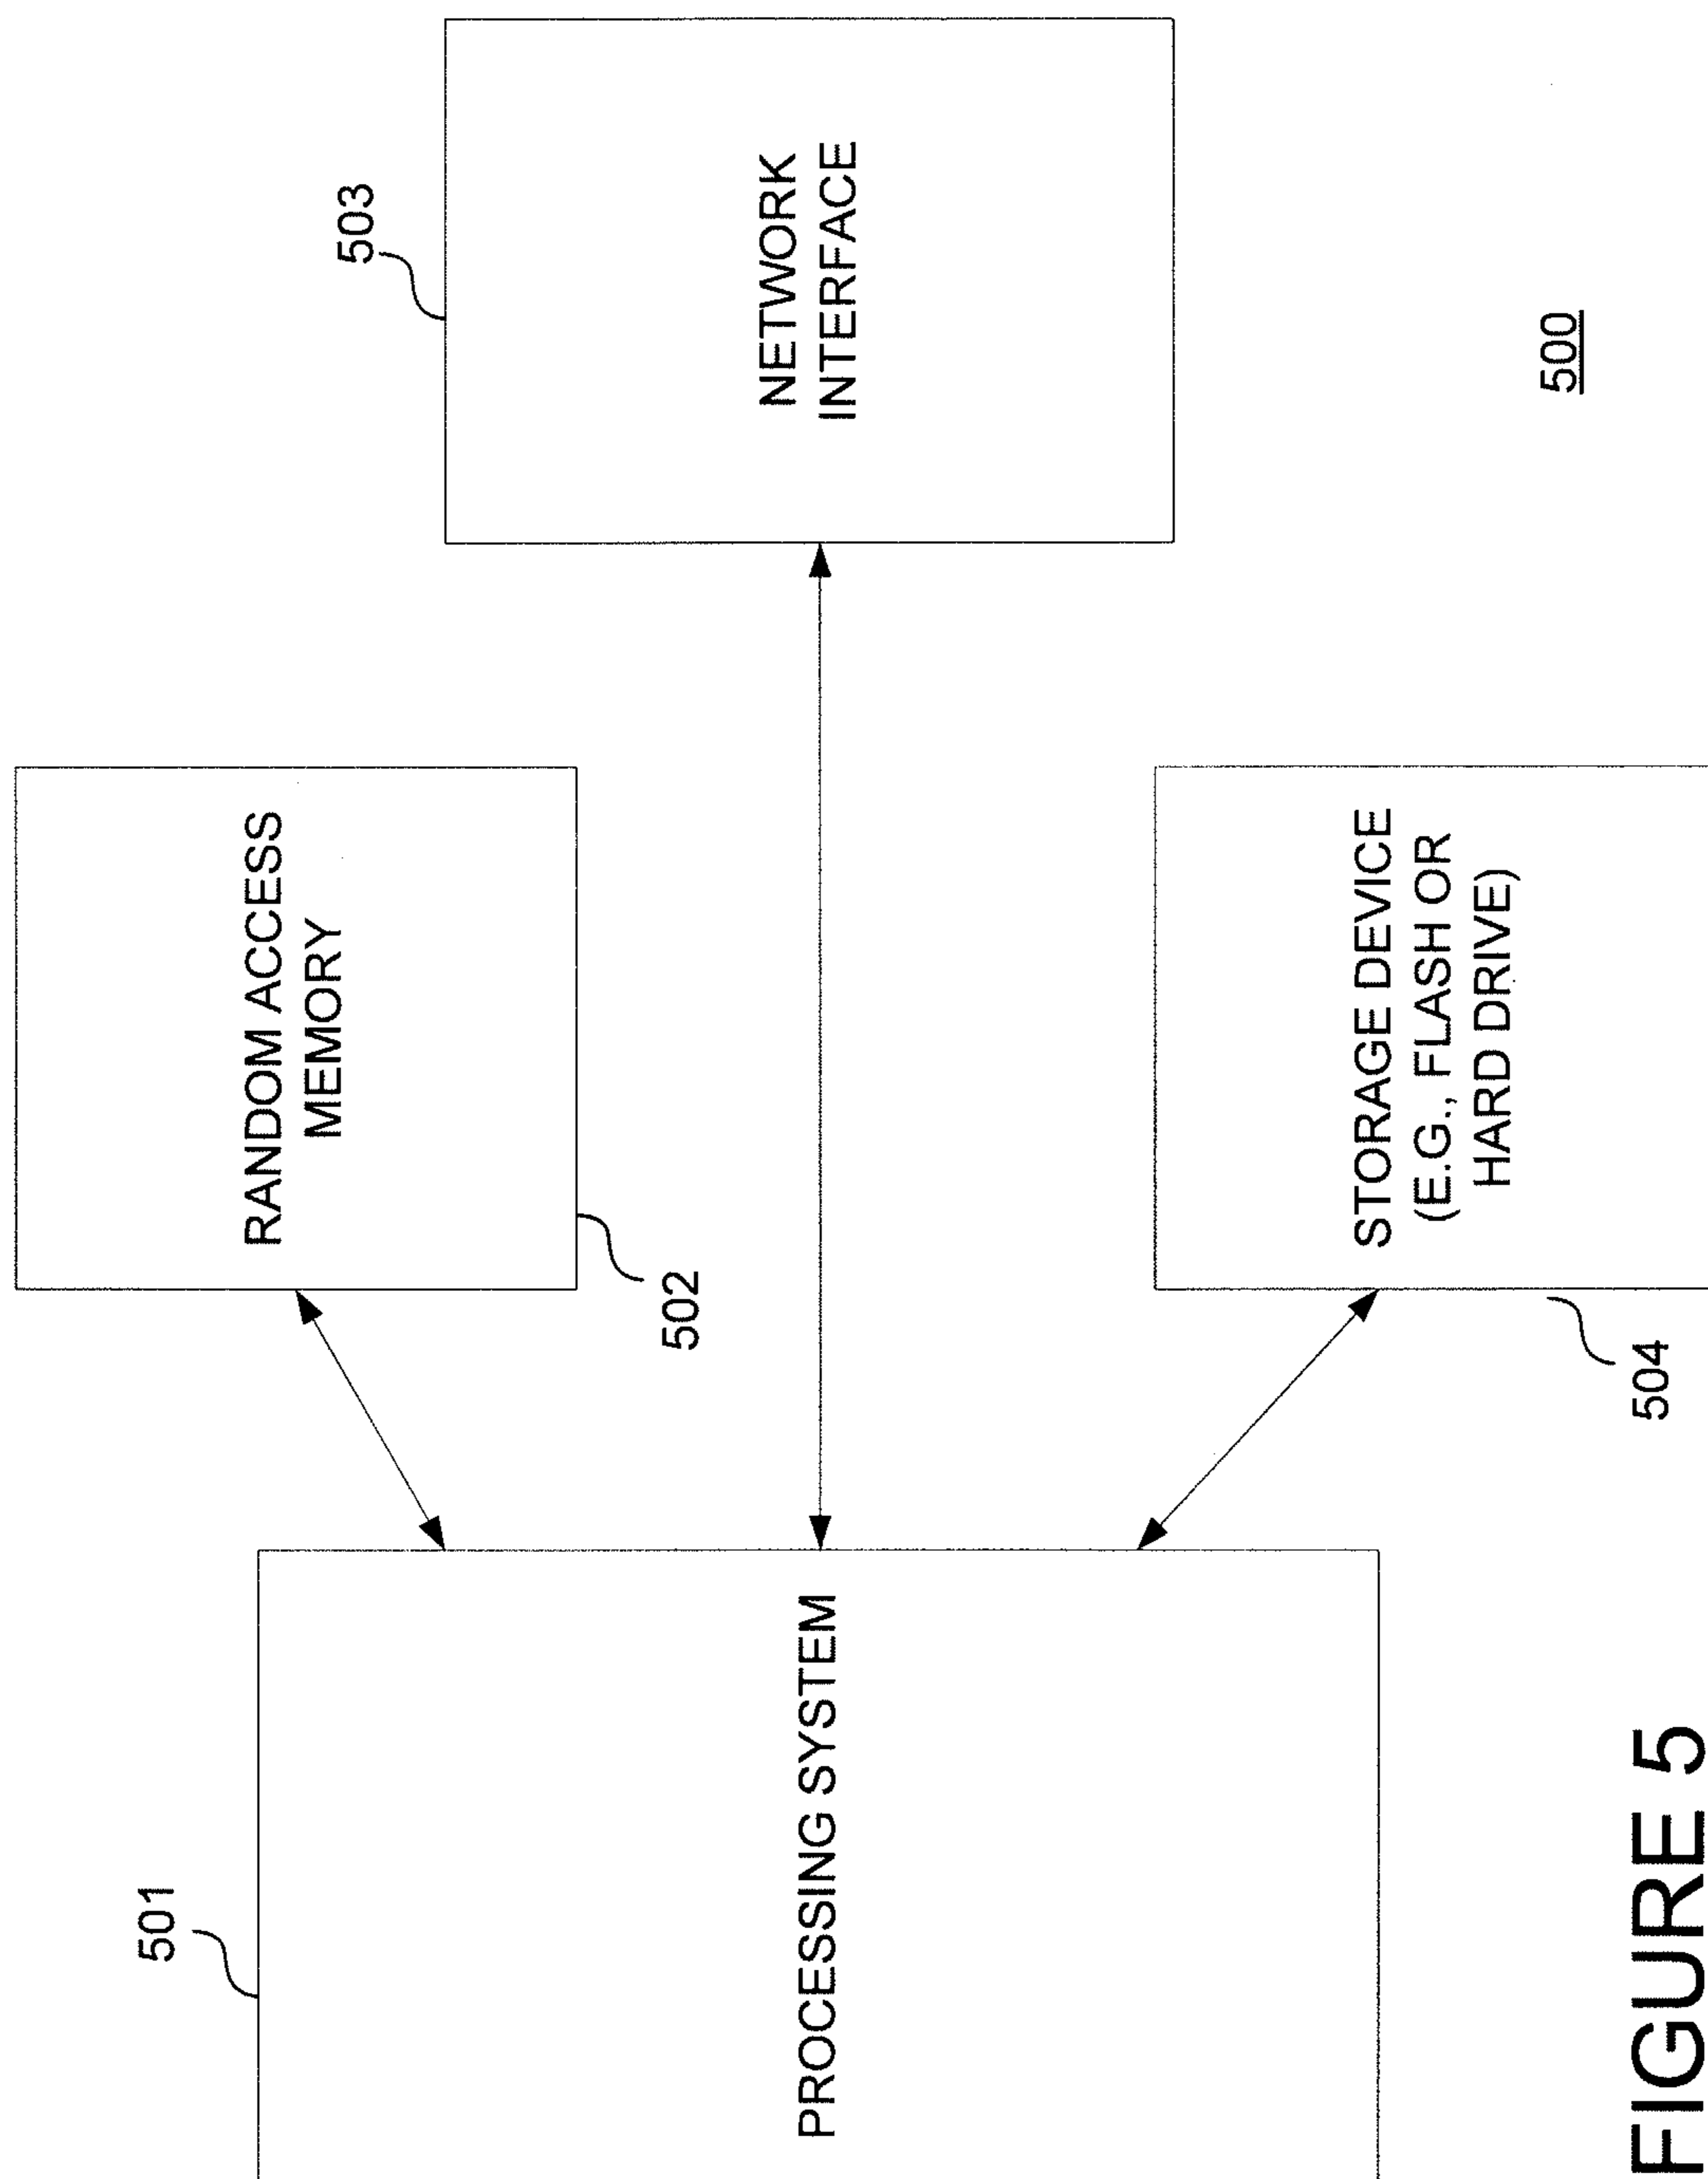 501
PROCESSING SYSTEM
RANDOM ACCESS
MEMORY
502
503
NETWORK
INTERFACE
STORAGE DEVICE
(E.G., FLASH OR
HARD DRIVE)
504
500
FIGURE 5